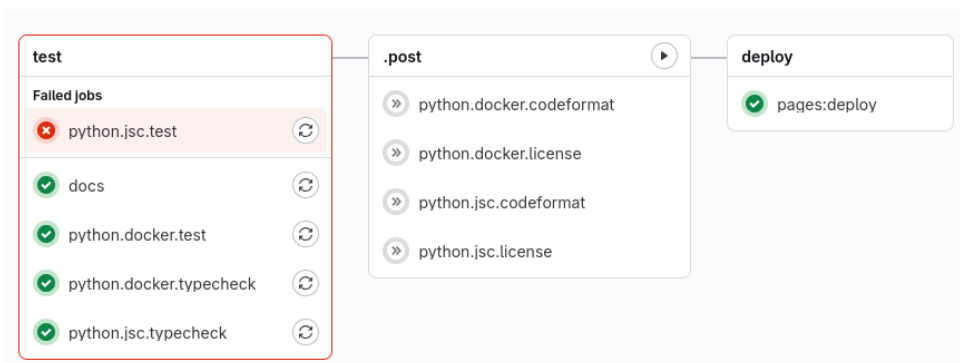 test
Failed jobs
python.jsc.test
docs
python.docker.test
python.docker.typecheck
python.jsc.typecheck
.post
python.docker.codeformat
python.docker.license
python.jsc.codeformat
python.jsc.license
deploy
pages:deploy